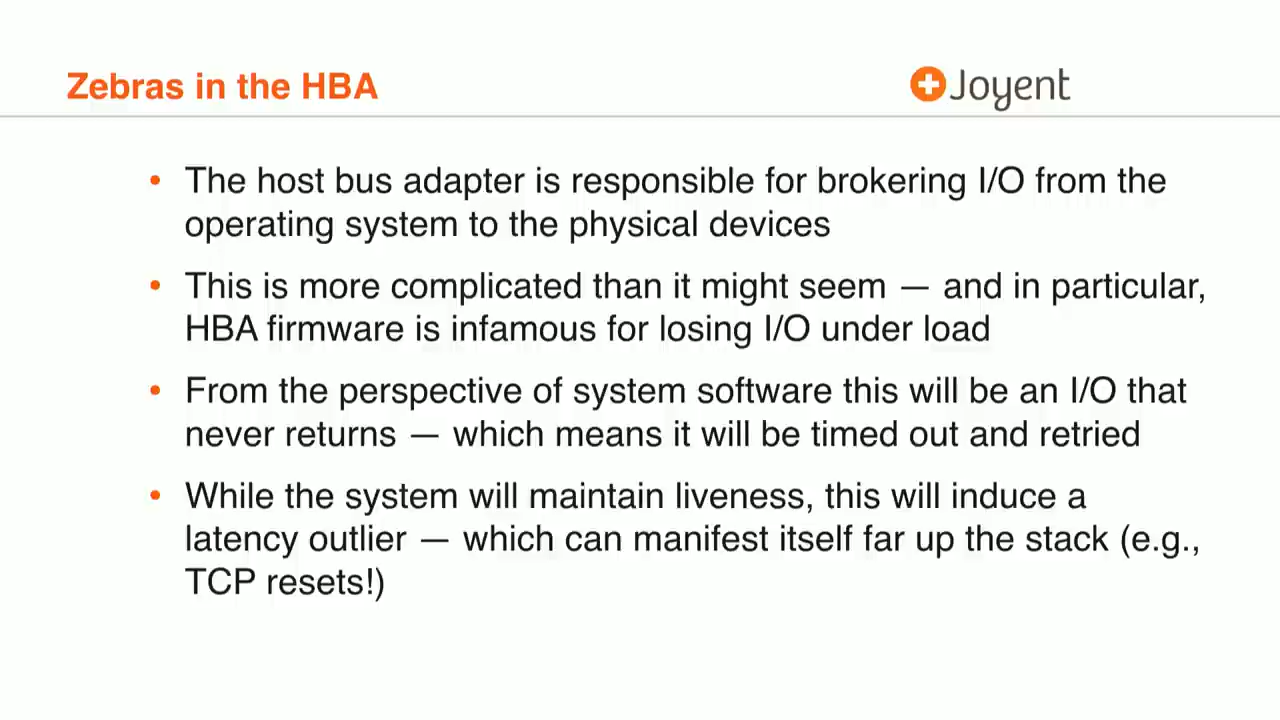 Zebras in the HBA
Joyent
• The host bus adapter is responsible for brokering I/O from the
operating system to the physical devices
• This is more complicated than it might seem — and in particular,
HBA firmware is infamous for losing I/O under load
• From the perspective of system software this will be an I/O that
never returns — which means it will be timed out and retried
• While the system will maintain liveness, this will induce a
latency outlier — which can manifest itself far up the stack (e.g.,
TCP resets!)